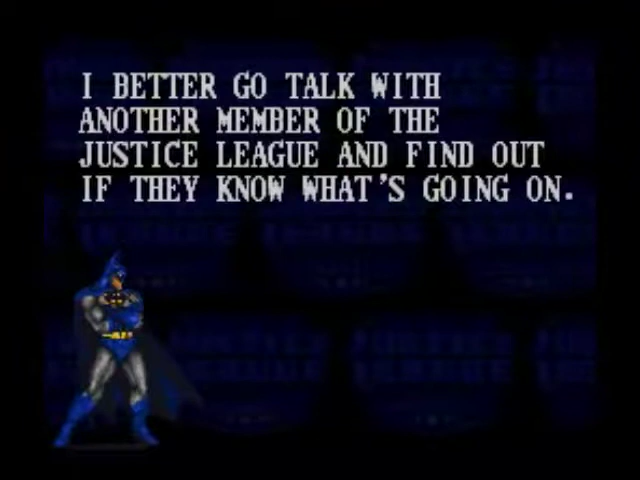 I BETTER GO TALK WITH
ANOTHER MEMBER OF THE
JUSTICE LEAGUE AND FIND OUT
IF THEY KNOW WHAT'S GOING ON.